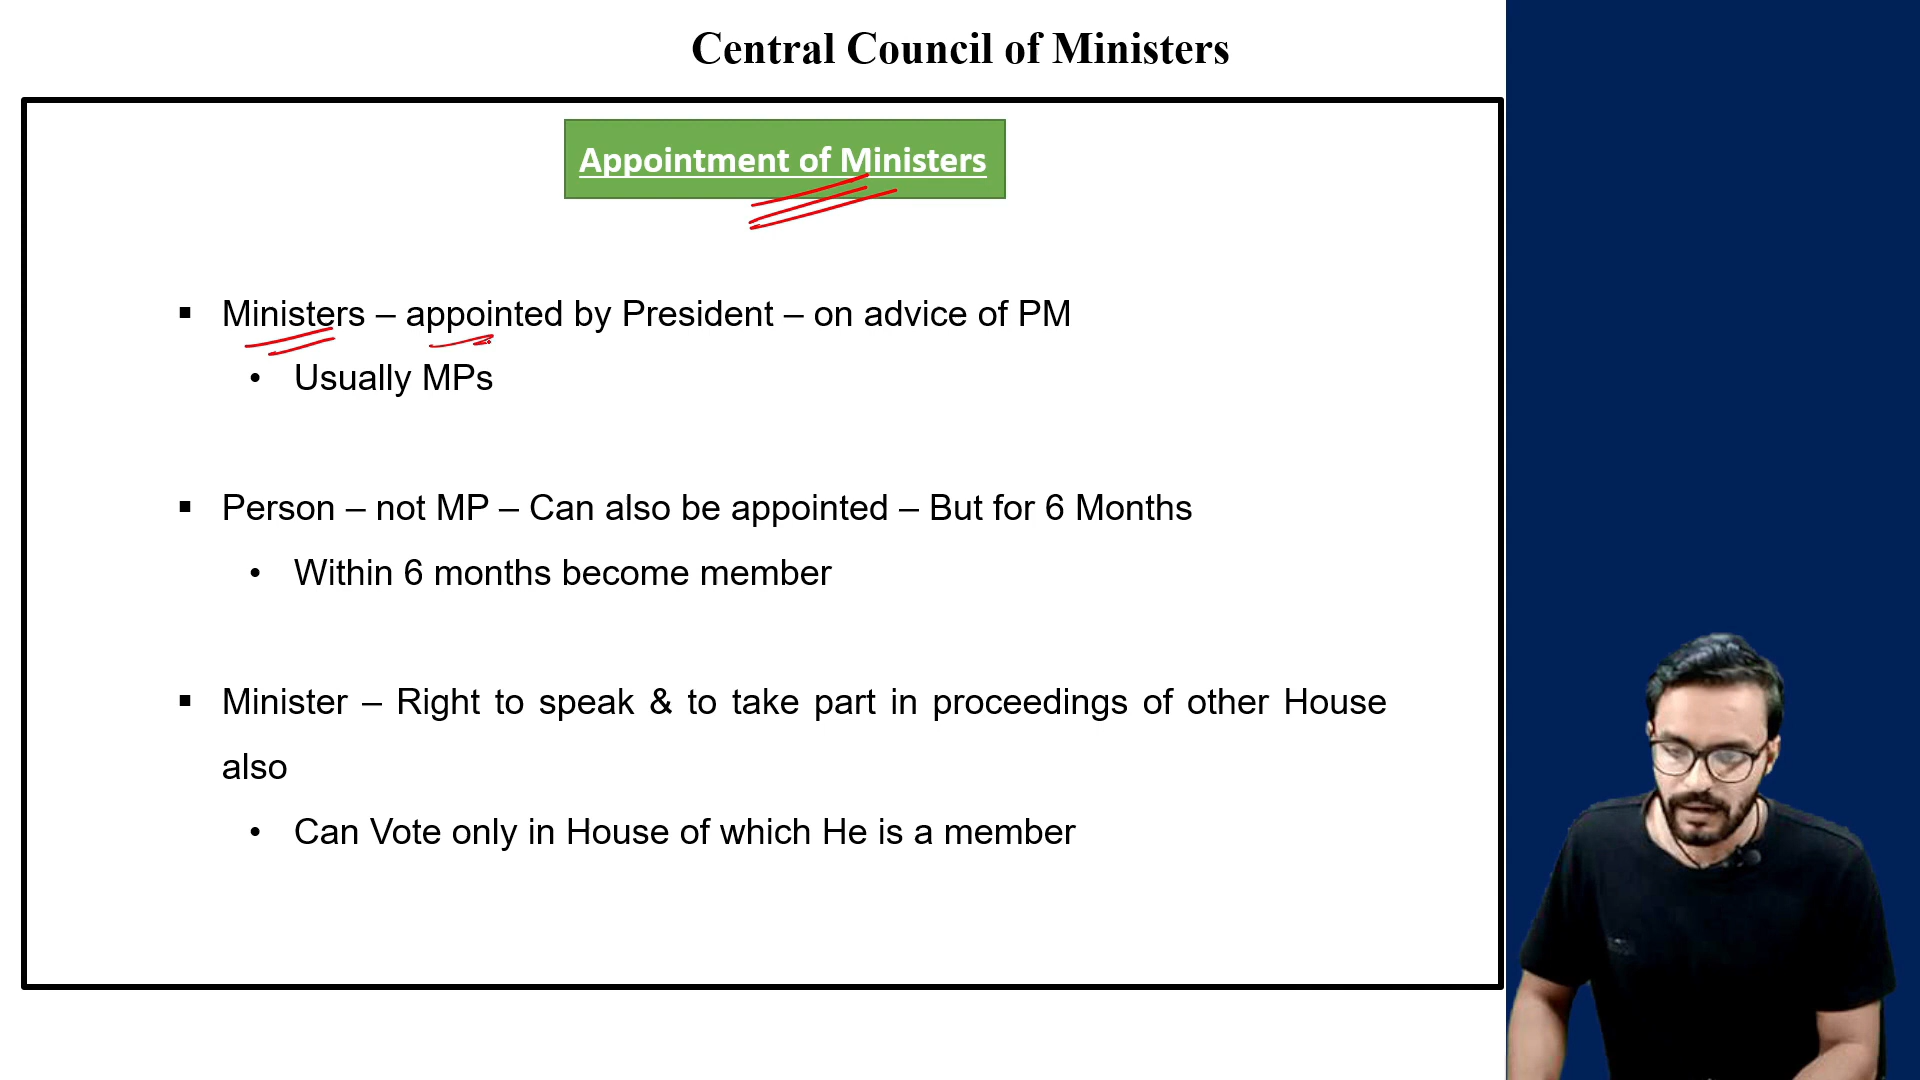 Central Council of Ministers
Appointment of Ministers
▪ Ministers – appointed by President – on advice of PM
• Usually MPs
▪ Person – not MP – Can also be appointed – But for 6 Months
• Within 6 months become member
▪ Minister – Right to speak & to take part in proceedings of other House
also
• Can Vote only in House of which He is a member